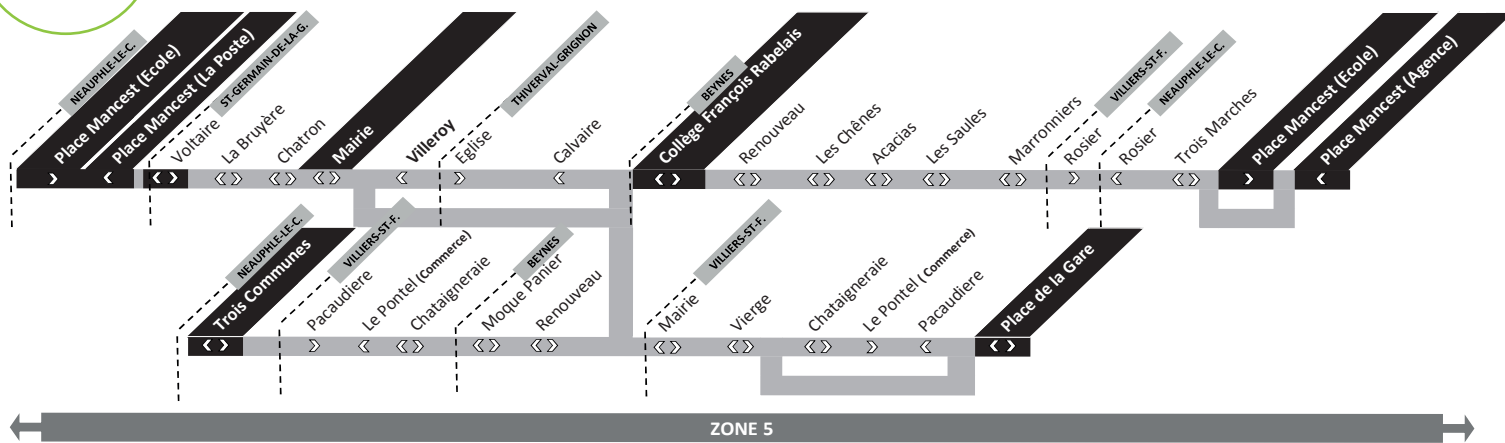 NEAUPHLE-LE-C.
Place Mancest (Ecole)
Place Mancest (La Poste)
ST-GERMAIN-DE-LA-G.
Voltaire
La Bruyère
Chatron
Mairie
Villeroy
Eglise
THIVERVAL-GRIGNON
Calvaire
BEYNES
Collège François Rabelais
Renouveau
Les Chênes
Acacias
Les Saules
Marronniers
VILLIERS-ST-F.
Rosier
NEAUPHLE-LE-C.
Rosier
Trois Marches
Place Mancest (Ecole)
Place Mancest (Agence)
NEAUPHLE-LE-C.
Trois Communes
VILLIERS-ST-F.
Pacaudiere
Le Pontel (Commerce)
Chataigneraie
BEYNES
Moque Panier
Renouveau
VILLIERS-ST-F.
Mairie
Vierge
Chataigneraie
Le Pontel (Commerce)
Pacaudiere
Place de la Gare
ZONE 5